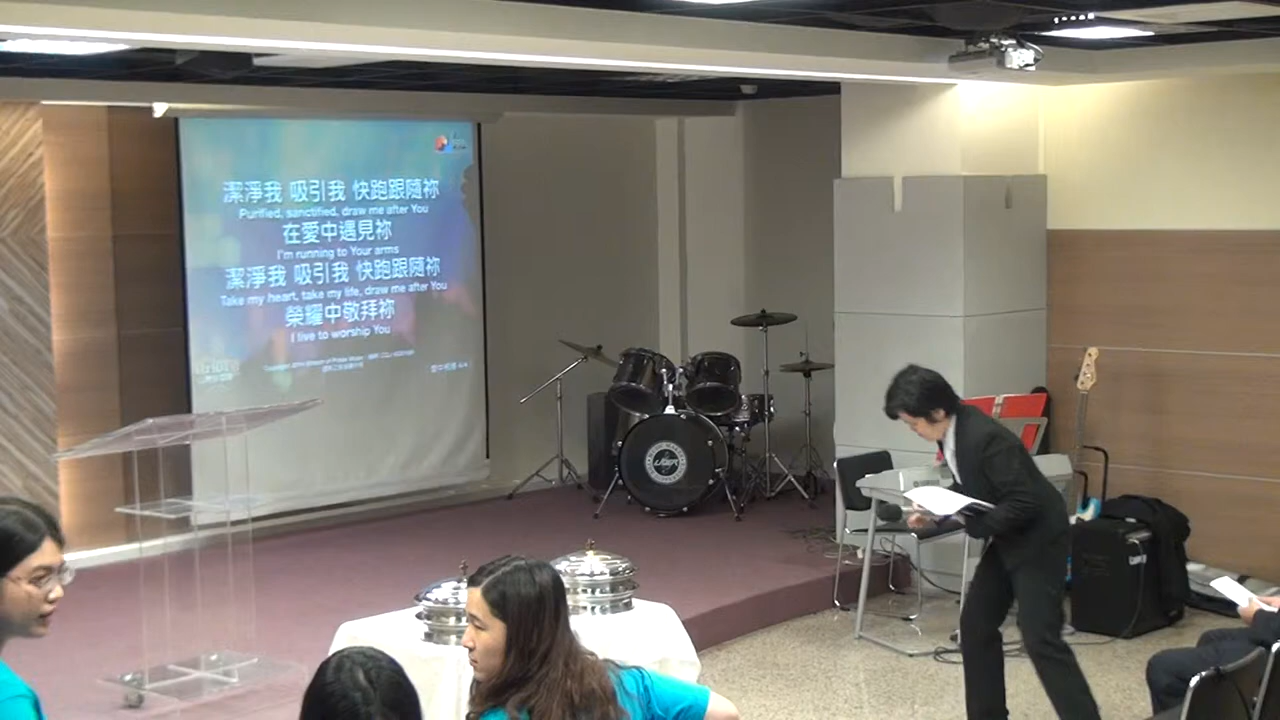 潔淨我 吸引我 快跑跟隨祢
Purified, sanctified, draw me after You
在愛中遇見祢
I'm running to Your arms
潔淨我 吸引我 快跑跟隨祢
Take my heart, take my life, draw me after You
榮耀中敬拜祢
I live to worship You